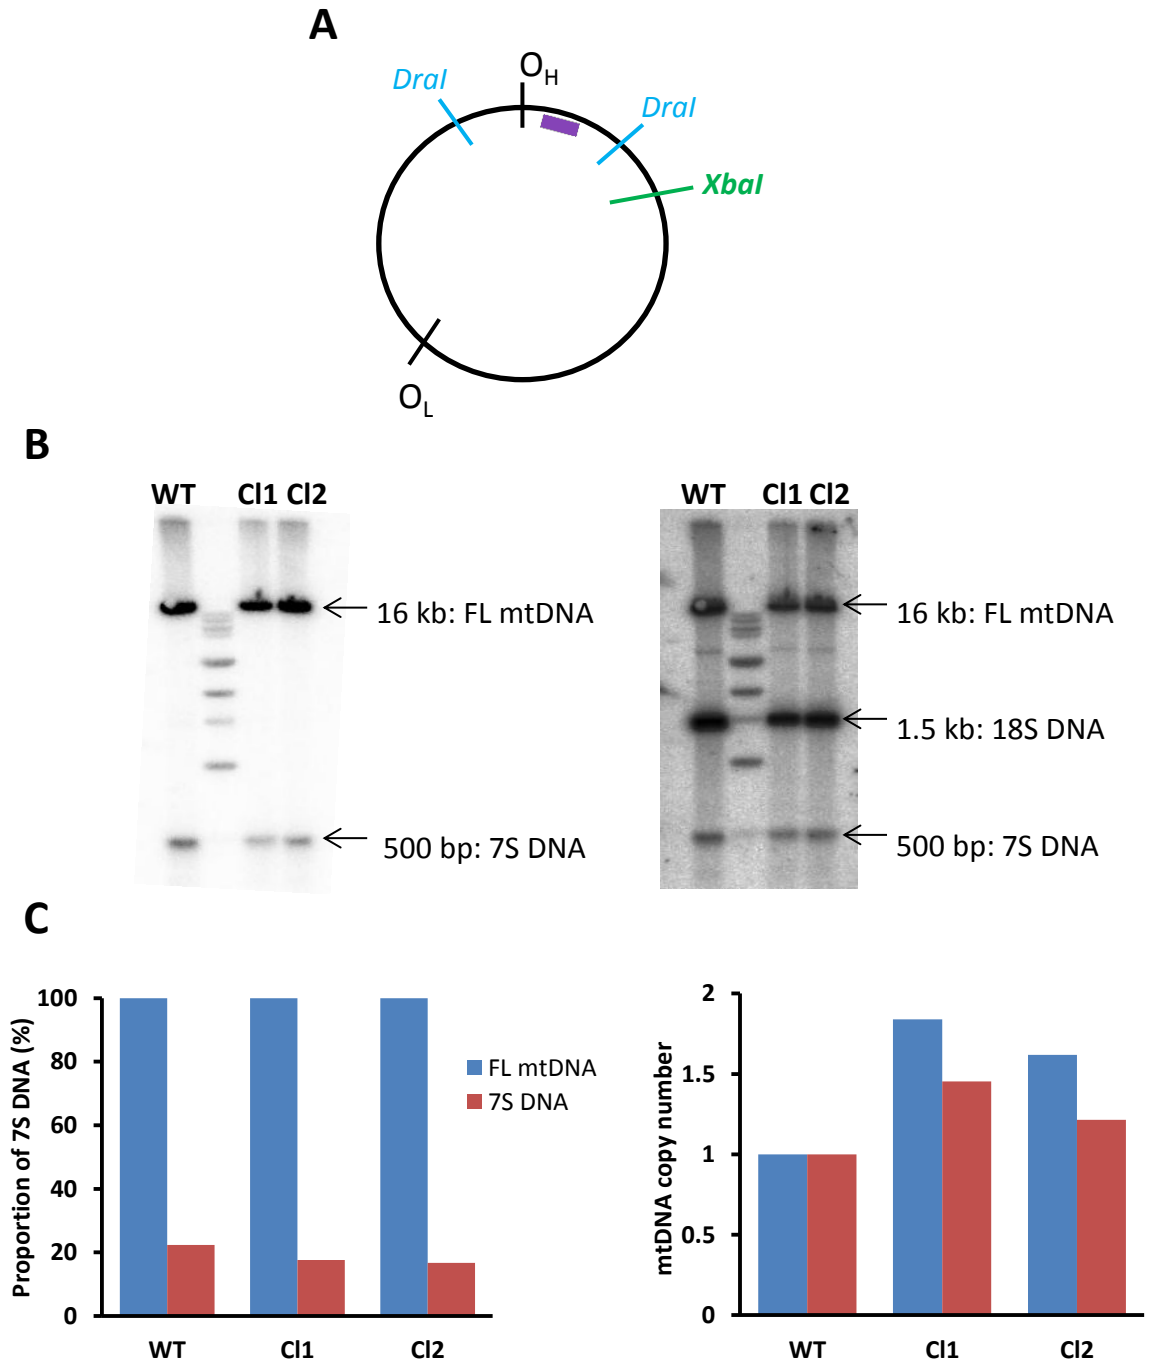 A
O_H
DraI
DraI
XbaI
O_L
B
WT Cl1 Cl2
16 kb: FL mtDNA
500 bp: 7S DNA
WT Cl1 Cl2
16 kb: FL mtDNA
1.5 kb: 18S DNA
500 bp: 7S DNA
C
Proportion of 7S DNA (%)
100
80
60
40
20
0
WT Cl1 Cl2
FL mtDNA
7S DNA
mtDNA copy number
2
1.5
1
0.5
0
WT Cl1 Cl2